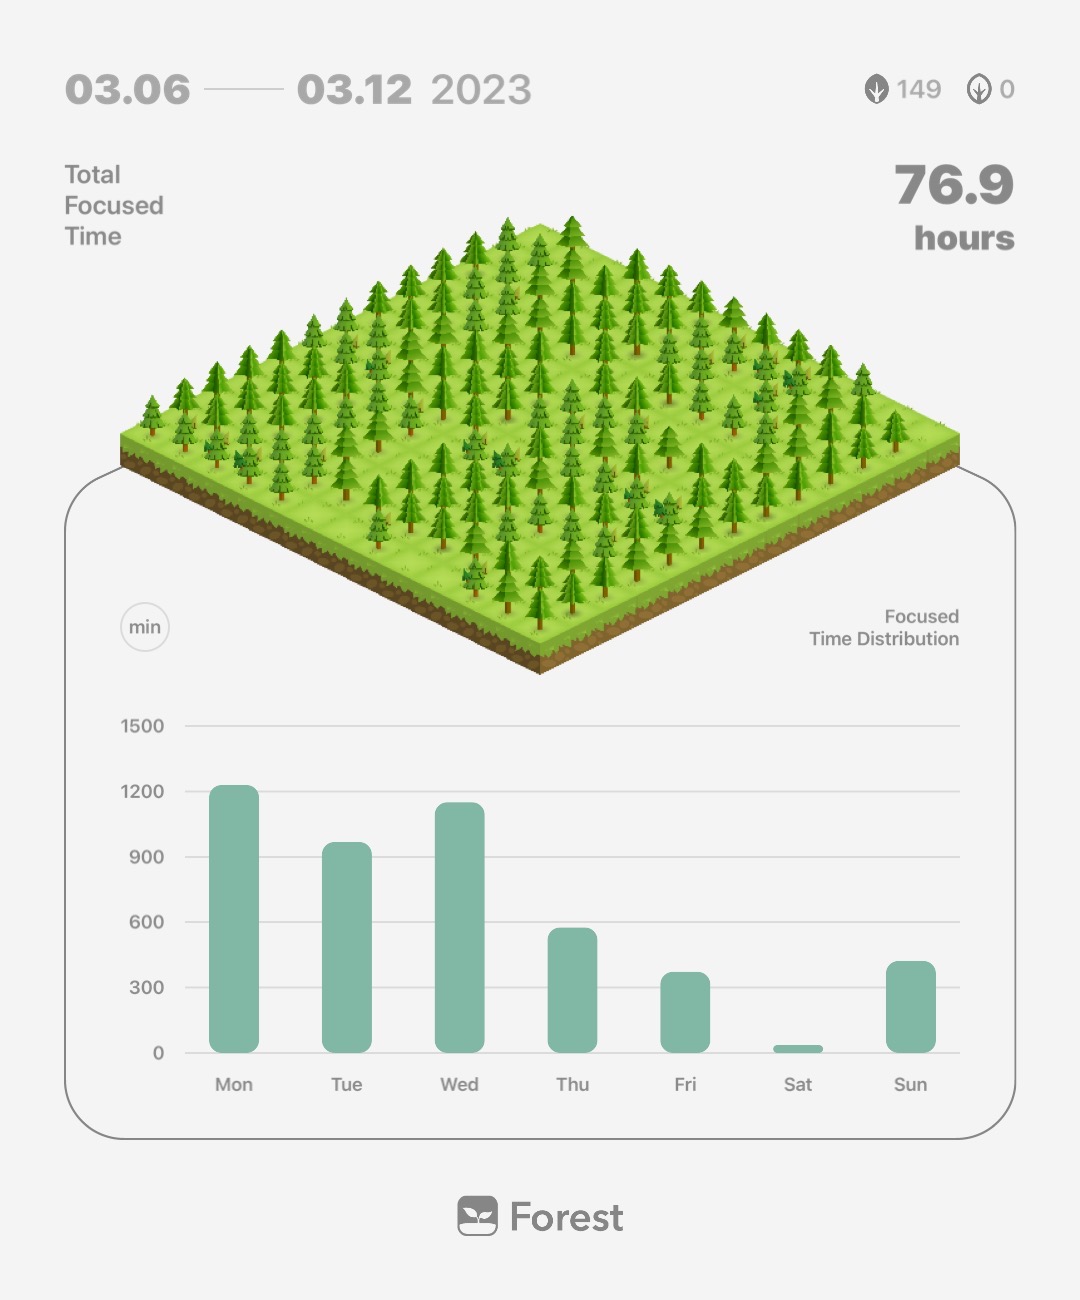 03.06 — 03.12 2023
149 0
Total
Focused
Time
76.9
hours
min
Focused
Time Distribution
1500
1200
900
600
300
0
Mon Tue Wed Thu Fri Sat Sun
Forest